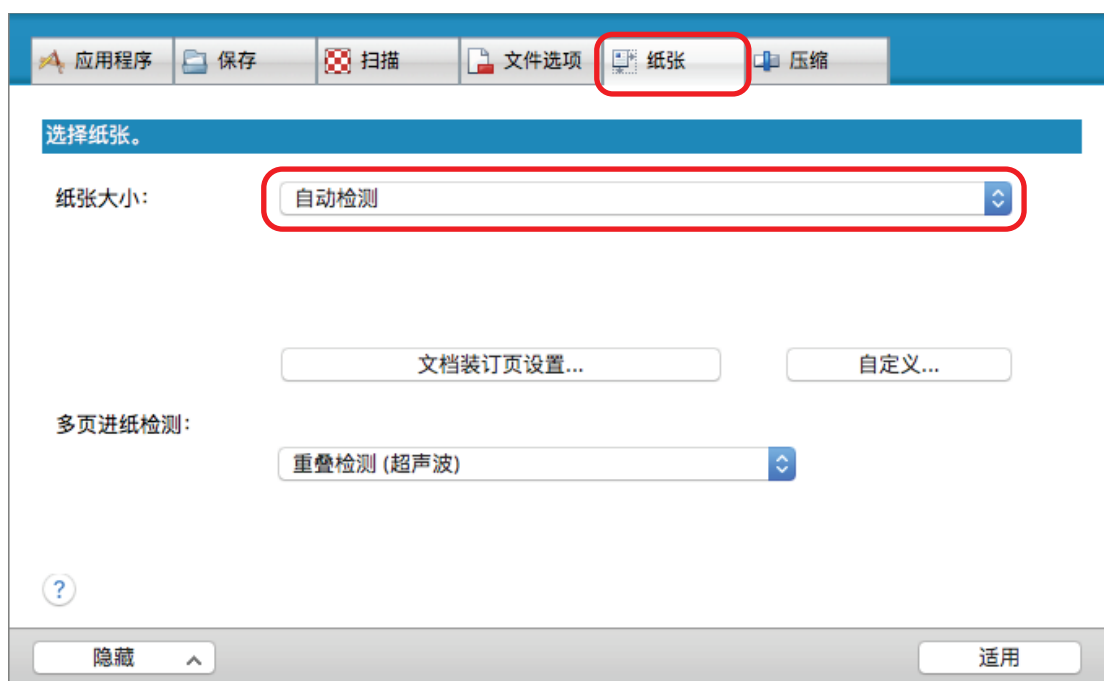 应用程序 保存 扫描 文件选项 纸张 压缩
选择纸张。
纸张大小: 自动检测
文档装订页设置... 自定义...
多页进纸检测:
重叠检测 (超声波)
?
隐藏 适用